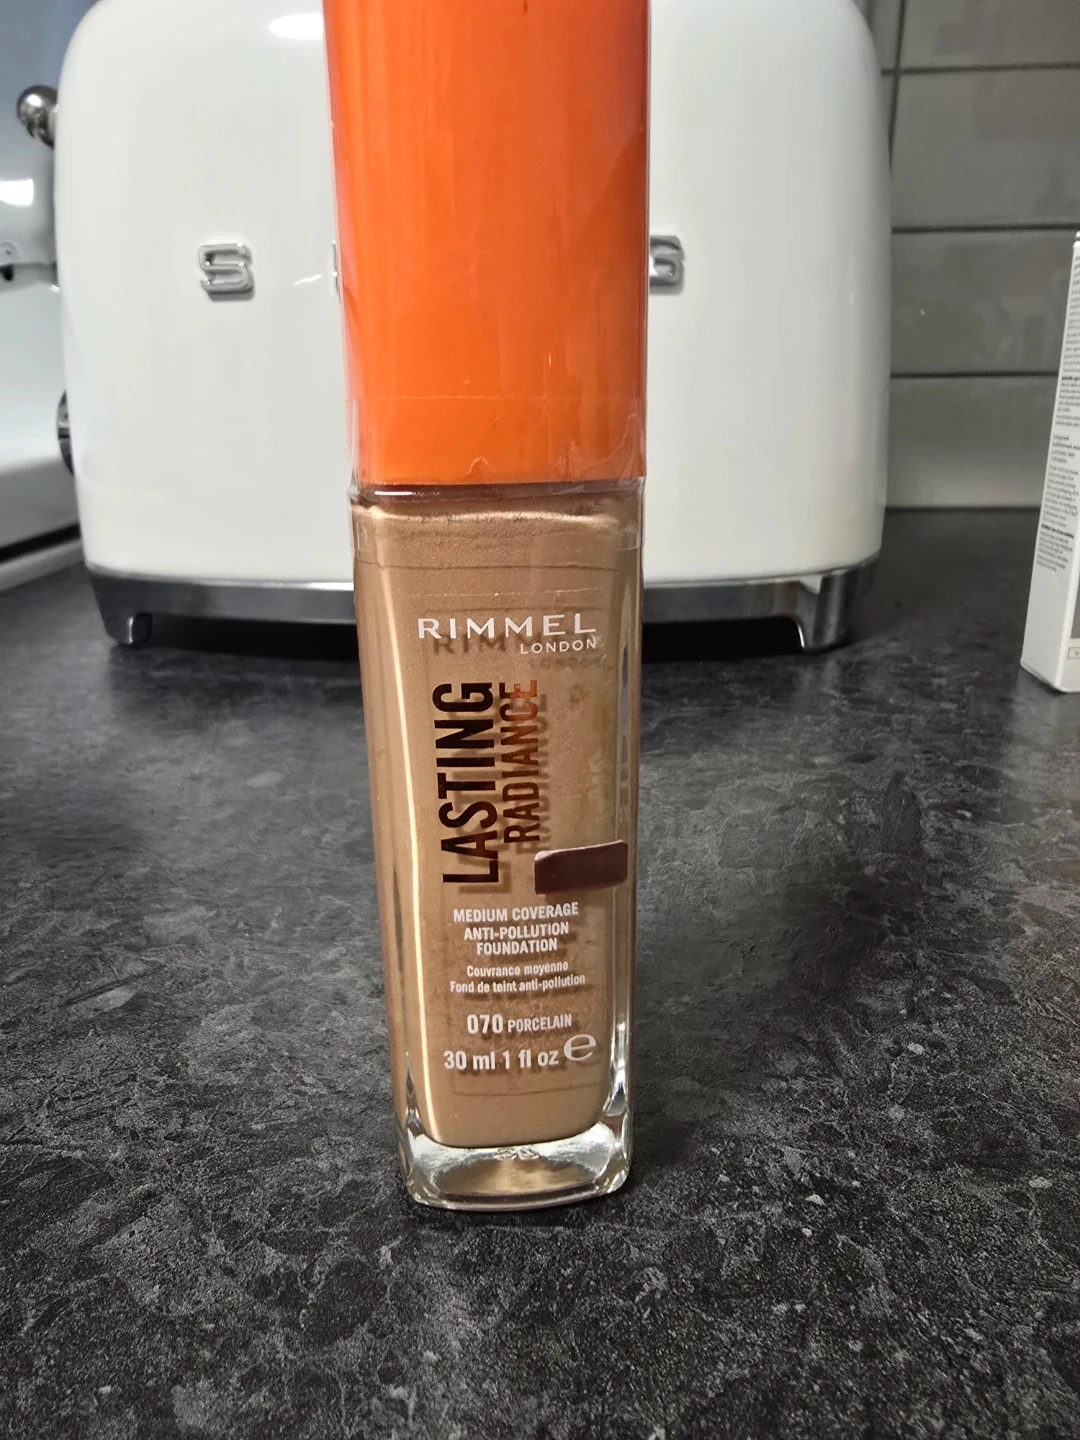 S
S
RIMMEL
LONDON
LASTING
RADIANCE
MEDIUM COVERAGE
ANTI-POLLUTION
FOUNDATION
Couvrance moyenne
Fond de teint anti-pollution
070 PORCELAIN
30 ml 1 fl oz e